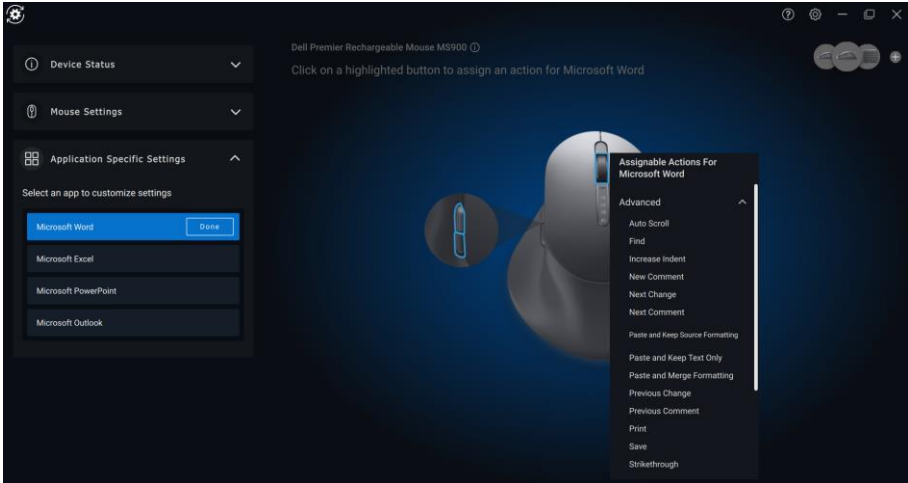 Dell Premier Rechargeable Mouse MS900
Click on a highlighted button to assign an action for Microsoft Word
Device Status
Mouse Settings
Application Specific Settings
Select an app to customize settings
Microsoft Word
Done
Microsoft Excel
Microsoft PowerPoint
Microsoft Outlook
Assignable Actions For
Microsoft Word
Advanced
Auto Scroll
Find
Increase Indent
New Comment
Next Change
Next Comment
Paste and Keep Source Formatting
Paste and Keep Text Only
Paste and Merge Formatting
Previous Change
Previous Comment
Print
Save
Strikethrough